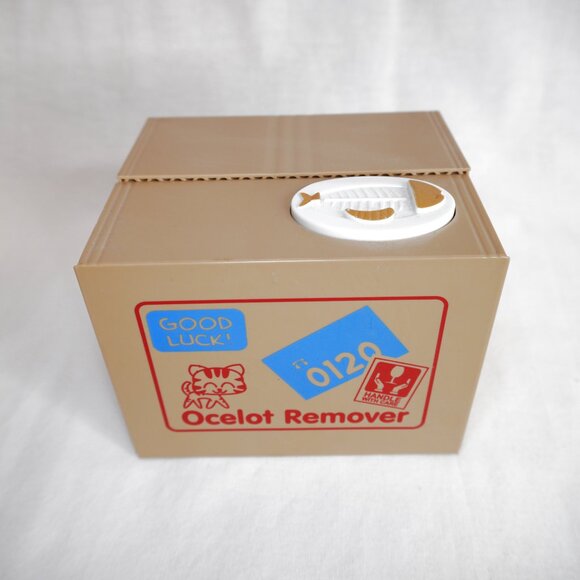 GOOD
LUCK!
0120
HANDLE
WITH CARE
Ocelot Remover